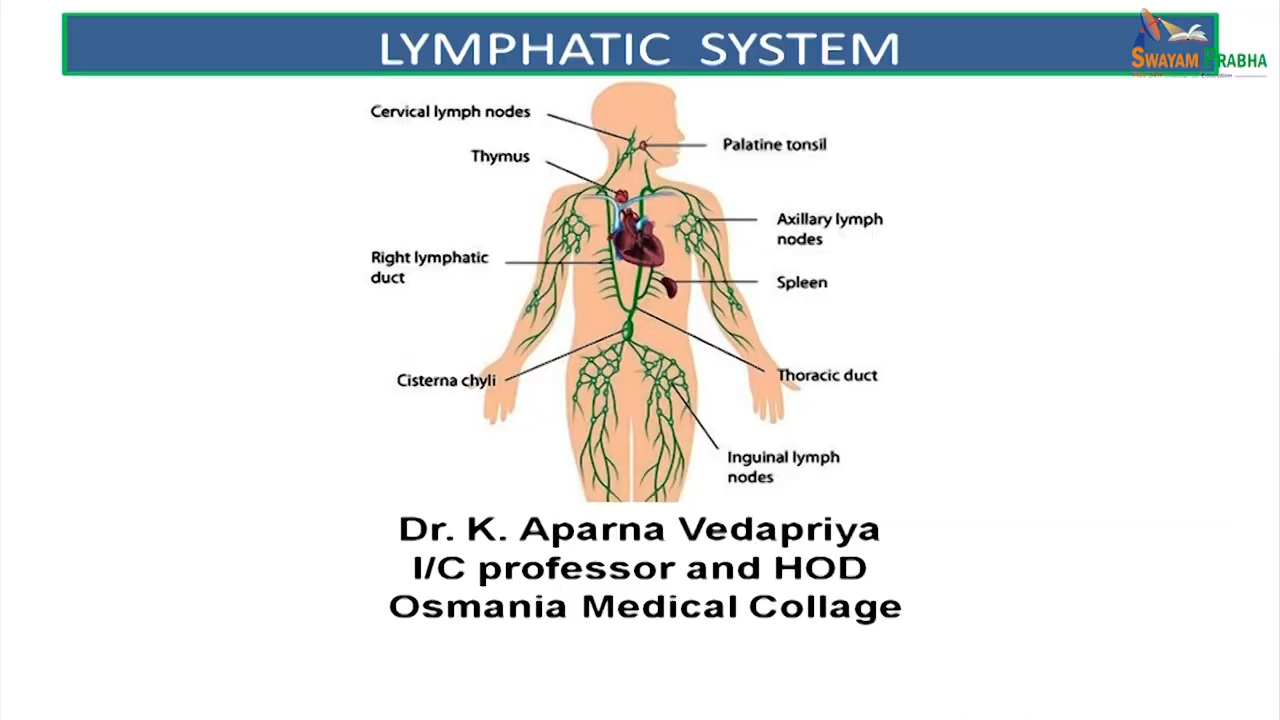 LYMPHATIC SYSTEM
SWAYAM PRABHA
Cervical lymph nodes
Palatine tonsil
Thymus
Axillary lymph
nodes
Right lymphatic
duct
Spleen
Cisterna chyli
Thoracic duct
Inguinal lymph
nodes
Dr. K. Aparna Vedapriya
I/C professor and HOD
Osmania Medical Collage